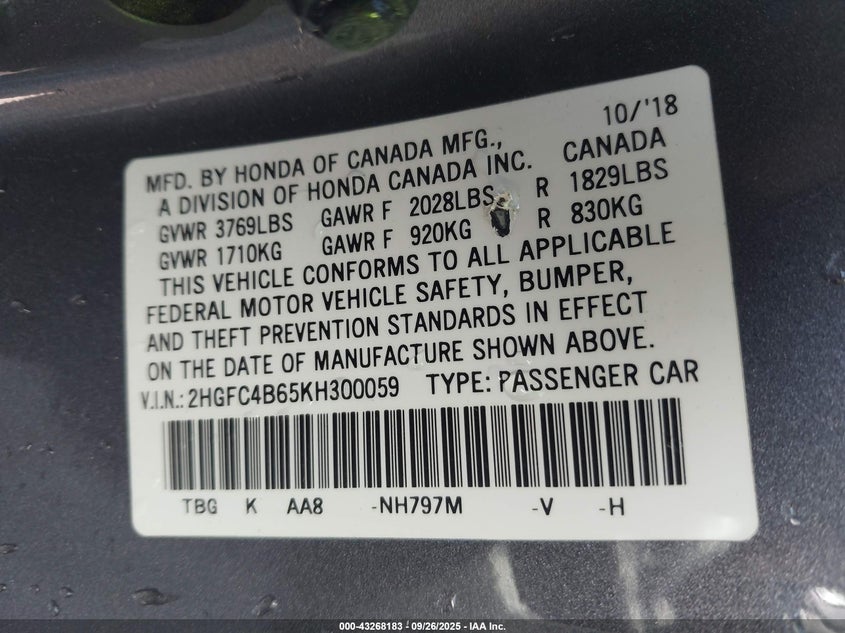 10/'18
MFD. BY HONDA OF CANADA MFG.,
A DIVISION OF HONDA CANADA INC. CANADA
GVWR 3769LBS GAWR F 2028LBS R 1829LBS
GVWR 1710KG GAWR F 920KG R 830KG
THIS VEHICLE CONFORMS TO ALL APPLICABLE
FEDERAL MOTOR VEHICLE SAFETY, BUMPER,
AND THEFT PREVENTION STANDARDS IN EFFECT
ON THE DATE OF MANUFACTURE SHOWN ABOVE.
V.I.N.: 2HGFC4B65KH300059 TYPE: PASSENGER CAR
TBG K AA8 -NH797M -V -H
000-43268183 - 09/26/2025 - IAA Inc.